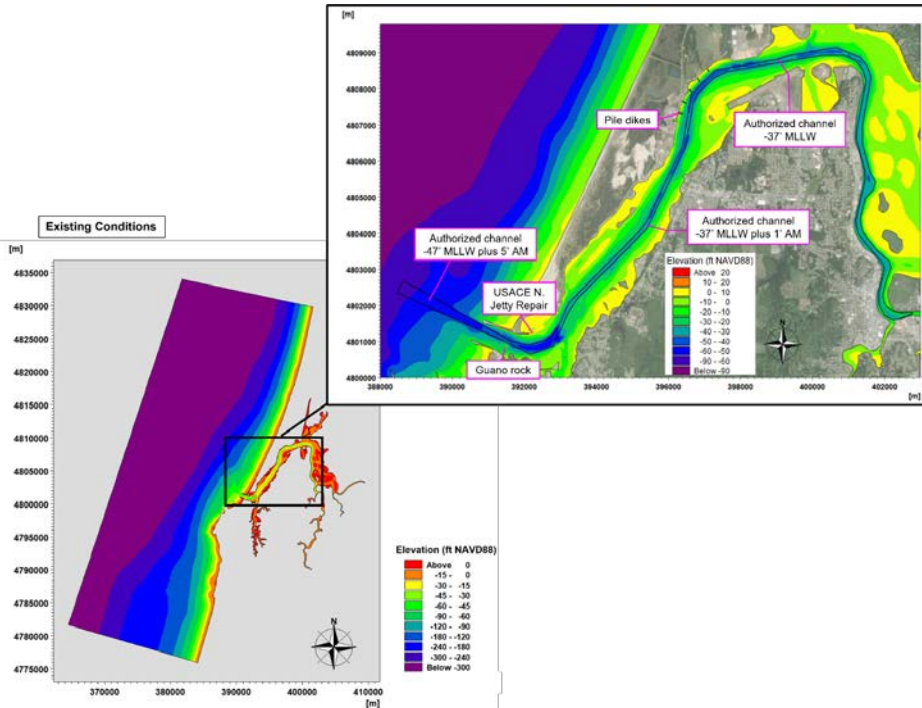 [m]
4809000
4808000
4807000
4806000
4805000
4804000
4803000
4802000
4801000
4800000
388000
390000
392000
394000
396000
398000
400000
402000
[m]
Pile dikes
Authorized channel
-37' MLLW
Authorized channel
-37' MLLW plus 1' AM
Authorized channel
-47' MLLW plus 5' AM
USACE N.
Jetty Repair
Guano rock
Elevation (ft NAVD88)
Above 20
10 - 20
0 - 10
-10 - 0
-20 - -10
-30 - -20
-40 - -30
-50 - -40
-60 - -50
-90 - -60
Below -90
N
Existing Conditions
[m]
4835000
4830000
4825000
4820000
4815000
4810000
4805000
4800000
4795000
4790000
4785000
4780000
4775000
370000
380000
390000
400000
410000
[m]
N
Elevation (ft NAVD88)
Above 0
-15 - 0
-30 - -15
-45 - -30
-60 - -45
-90 - -60
-120 - -90
-180 - -120
-240 - -180
-300 - -240
Below -300